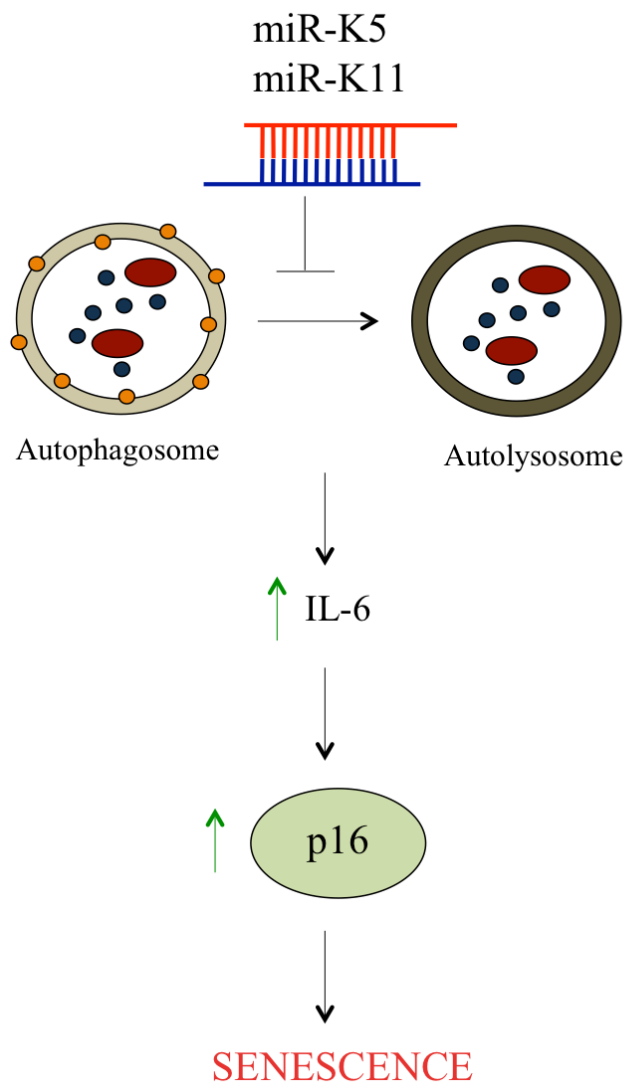 miR-K5
miR-K11
Autophagosome
Autolysosome
IL-6
p16
SENESCENCE